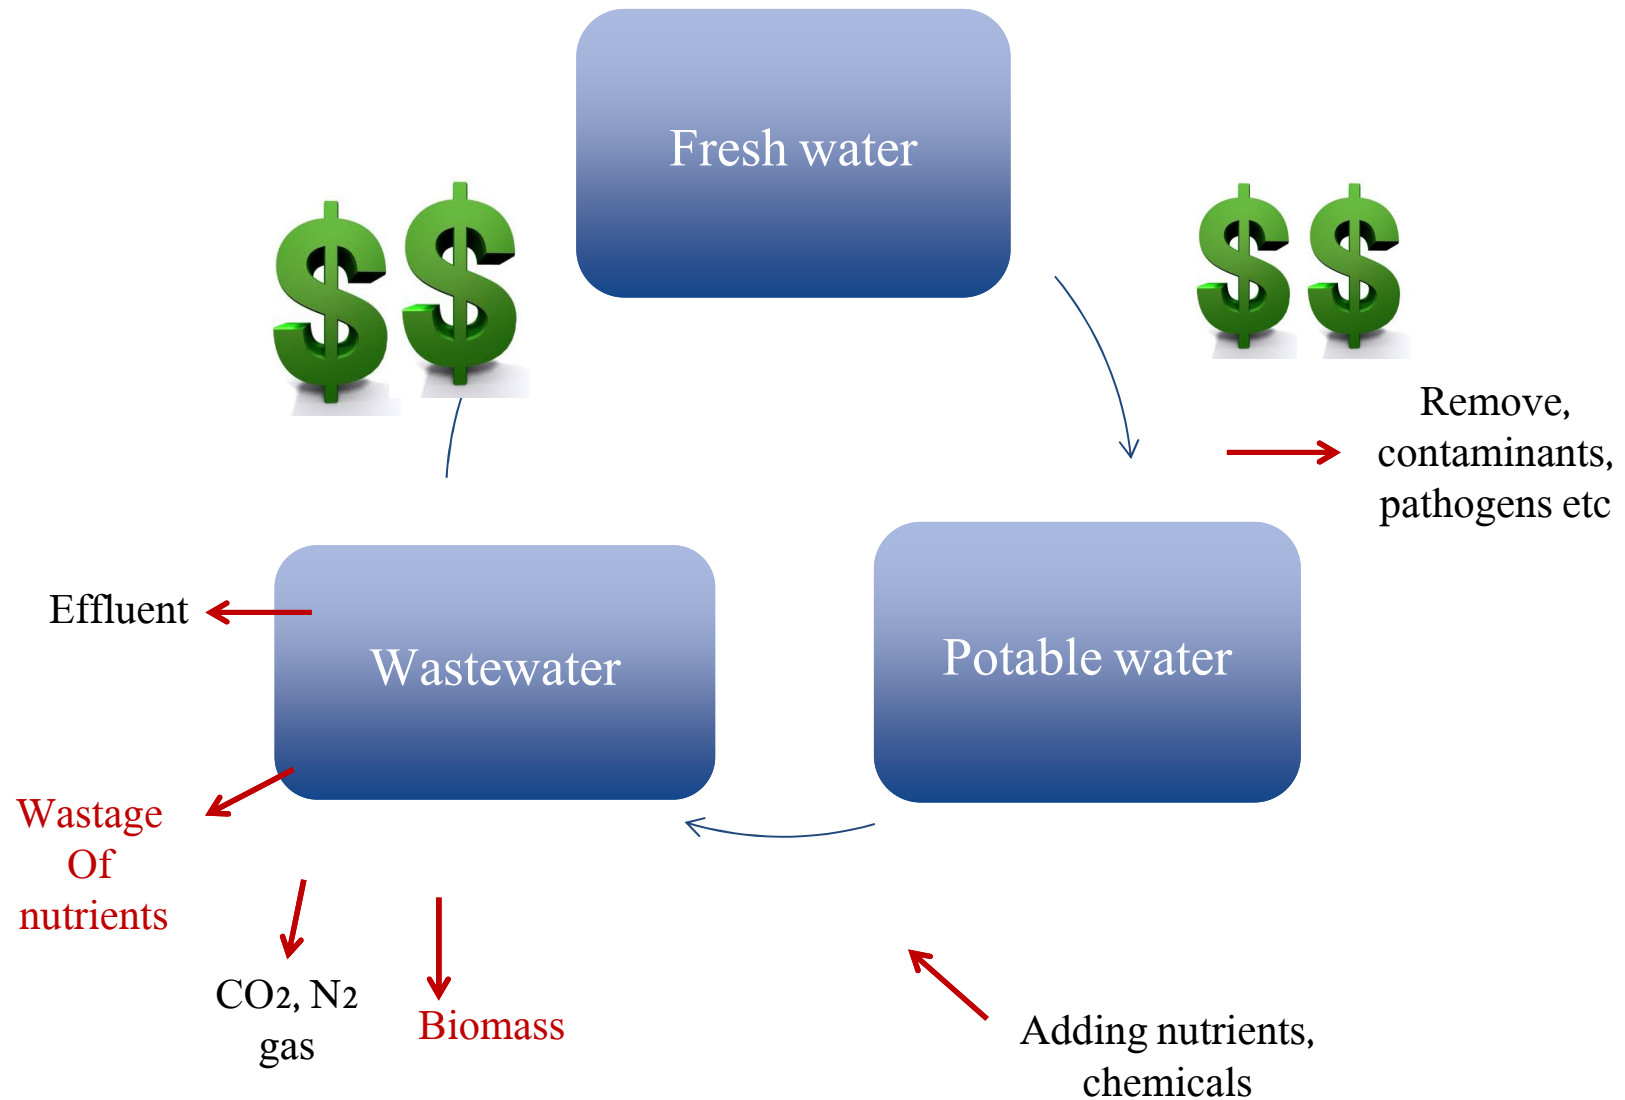 Fresh water
Remove,
contaminants,
pathogens etc
Effluent
Wastewater
Potable water
Wastage
Of
nutrients
CO2, N2
gas
Biomass
Adding nutrients,
chemicals